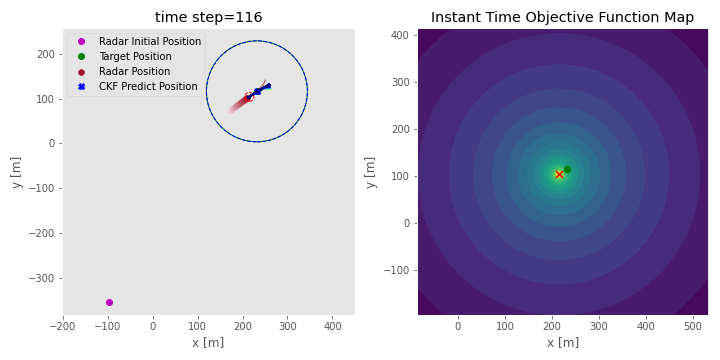 time step=116
Radar Initial Position
Target Position
Radar Position
CKF Predict Position
200
100
0
−100
−200
−300
y [m]
−200 −100 0 100 200 300 400
x [m]
Instant Time Objective Function Map
400
300
200
100
0
−100
y [m]
0 100 200 300 400 500
x [m]